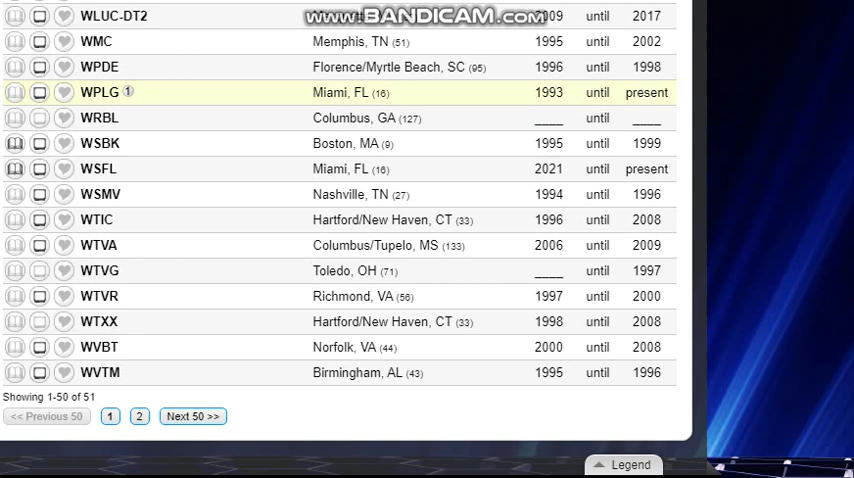 WLUC-DT2 until 2017
www.BANDICAM.com
WMC Memphis, TN (51) 1995 until 2002
WPDE Florence/Myrtle Beach, SC (95) 1996 until 1998
WPLG 1 Miami, FL (16) 1993 until present
WRBL Columbus, GA (127) ____ until ____
WSBK Boston, MA (9) 1995 until 1999
WSFL Miami, FL (16) 2021 until present
WSMV Nashville, TN (27) 1994 until 1996
WTIC Hartford/New Haven, CT (33) 1996 until 2008
WTVA Columbus/Tupelo, MS (133) 2006 until 2009
WTVG Toledo, OH (71) ____ until 1997
WTVR Richmond, VA (56) 1997 until 2000
WTXX Hartford/New Haven, CT (33) 1998 until 2008
WVBT Norfolk, VA (44) 2000 until 2008
WVTM Birmingham, AL (43) 1995 until 1996
Showing 1-50 of 51
<< Previous 50 1 2 Next 50 >>
Legend